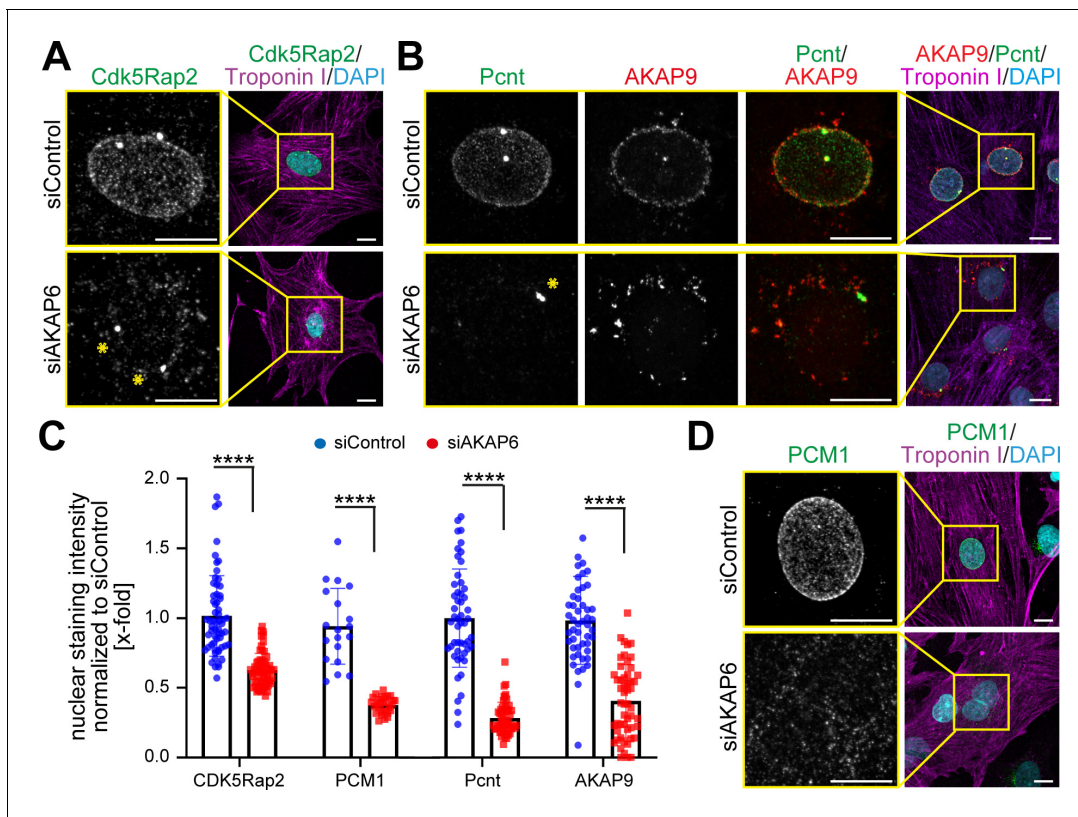 A
Cdk5Rap2
Cdk5Rap2/
Troponin I/DAPI
siControl
siAKAP6
*
*
B
Pcnt
AKAP9
Pcnt/
AKAP9
AKAP9/Pcnt/
Troponin I/DAPI
siControl
siAKAP6
*
C
siControl
siAKAP6
nuclear staining intensity
normalized to siControl
[x-fold]
2.0
1.5
1.0
0.5
0.0
****
****
****
****
CDK5Rap2
PCM1
Pcnt
AKAP9
D
PCM1
PCM1/
Troponin I/DAPI
siControl
siAKAP6